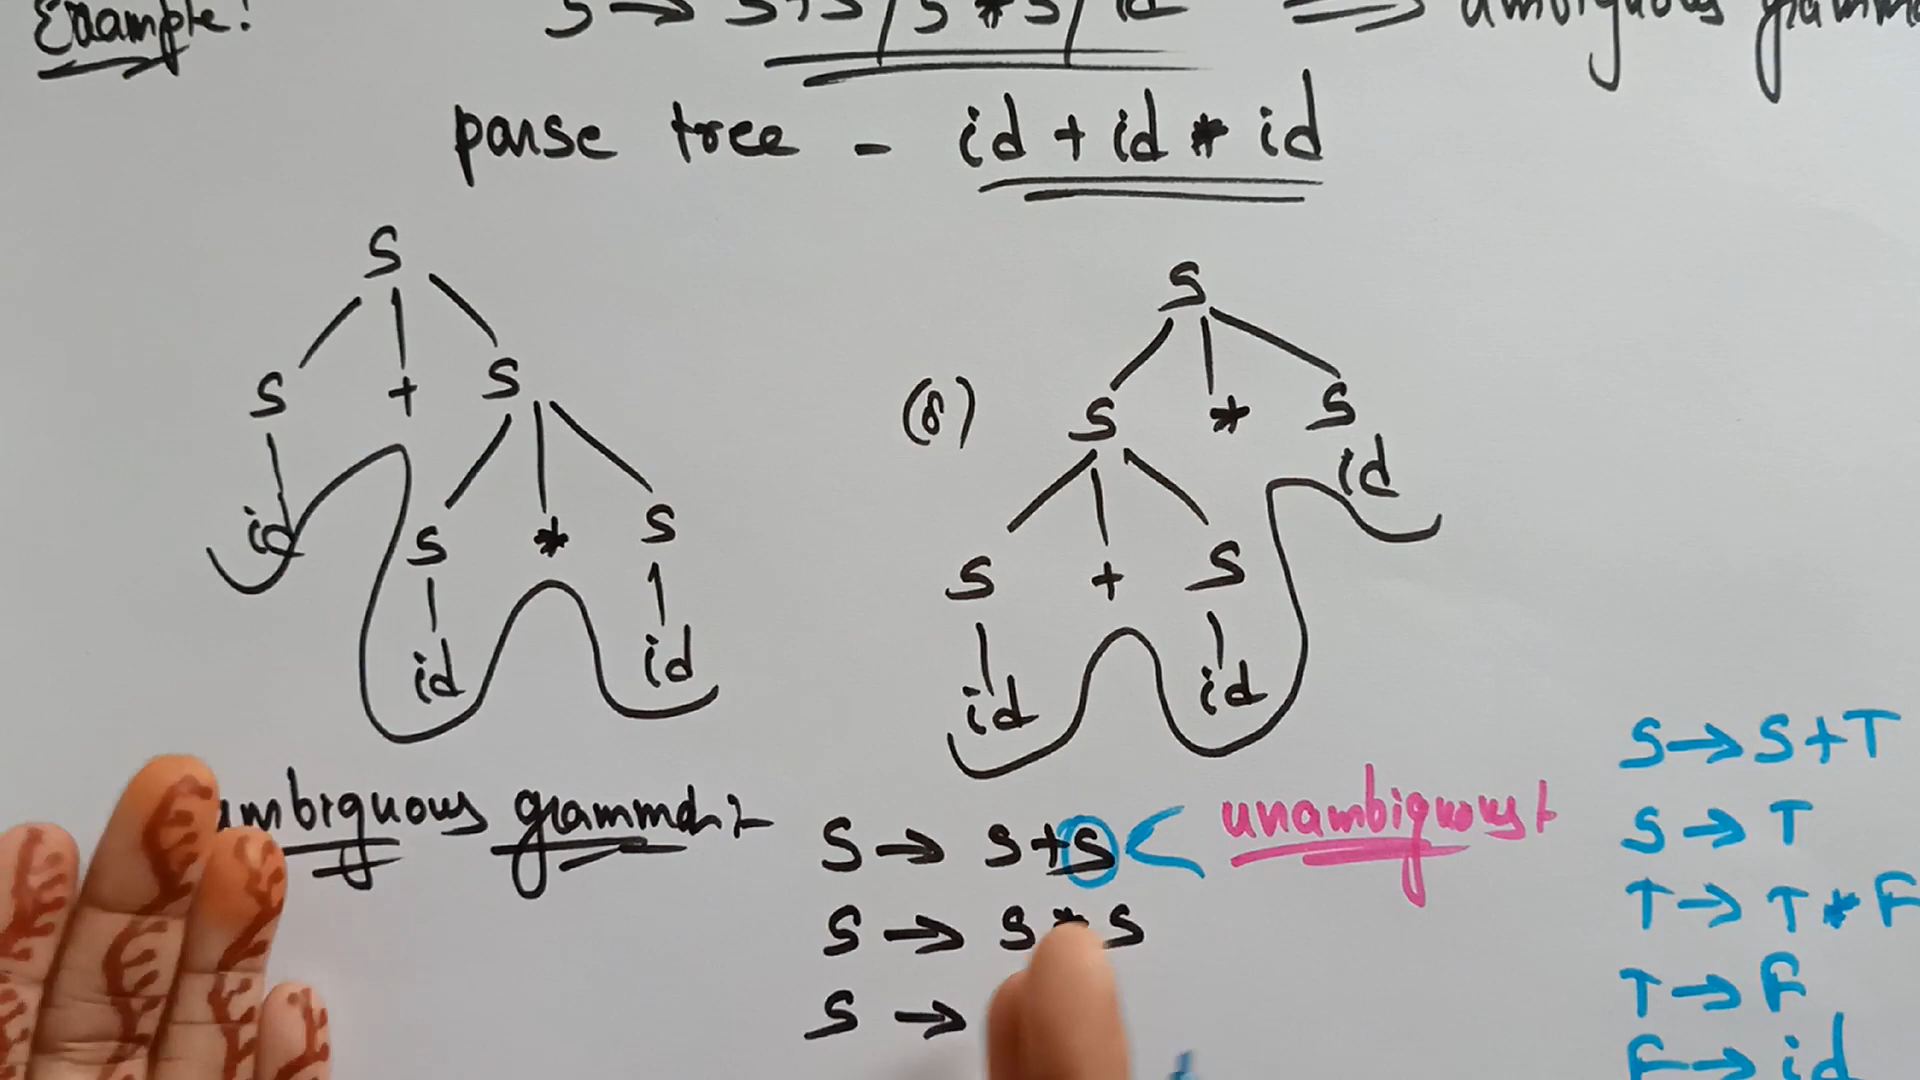 Example:
S → S+S / S*S / id ⇒ ambiguous gramma
parse tree - id + id * id
S
S + S
id
S * S
id id
(or)
S
S * S
id
S + S
id id
ambiguous grammar:-
S → S+S
S → S*S
S →
unambiguous:-
S → S+T
S → T
T → T*F
T → F
F → id